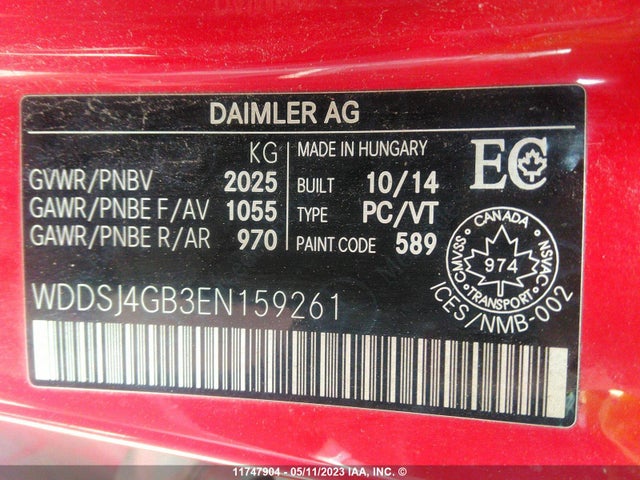 DAIMLER AG
KG
GVWR/PNBV 2025
GAWR/PNBE F/AV 1055
GAWR/PNBE R/AR 970
MADE IN HUNGARY
BUILT 10/14
TYPE PC/VT
PAINT CODE 589
EC
CANADA
CMVSS 974 NSVAC
TRANSPORT
ICES/NMB-002
WDDSJ4GB3EN159261
11747904 - 05/11/2023 IAA, INC. ©